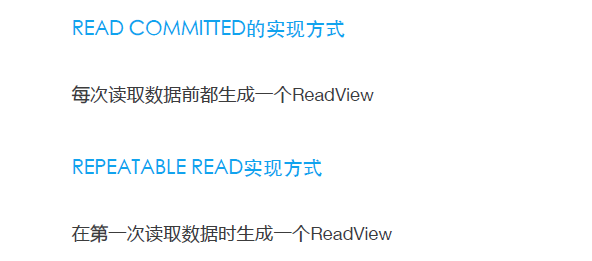 READ COMMITTED的实现方式
每次读取数据前都生成一个ReadView
REPEATABLE READ实现方式
在第一次读取数据时生成一个ReadView